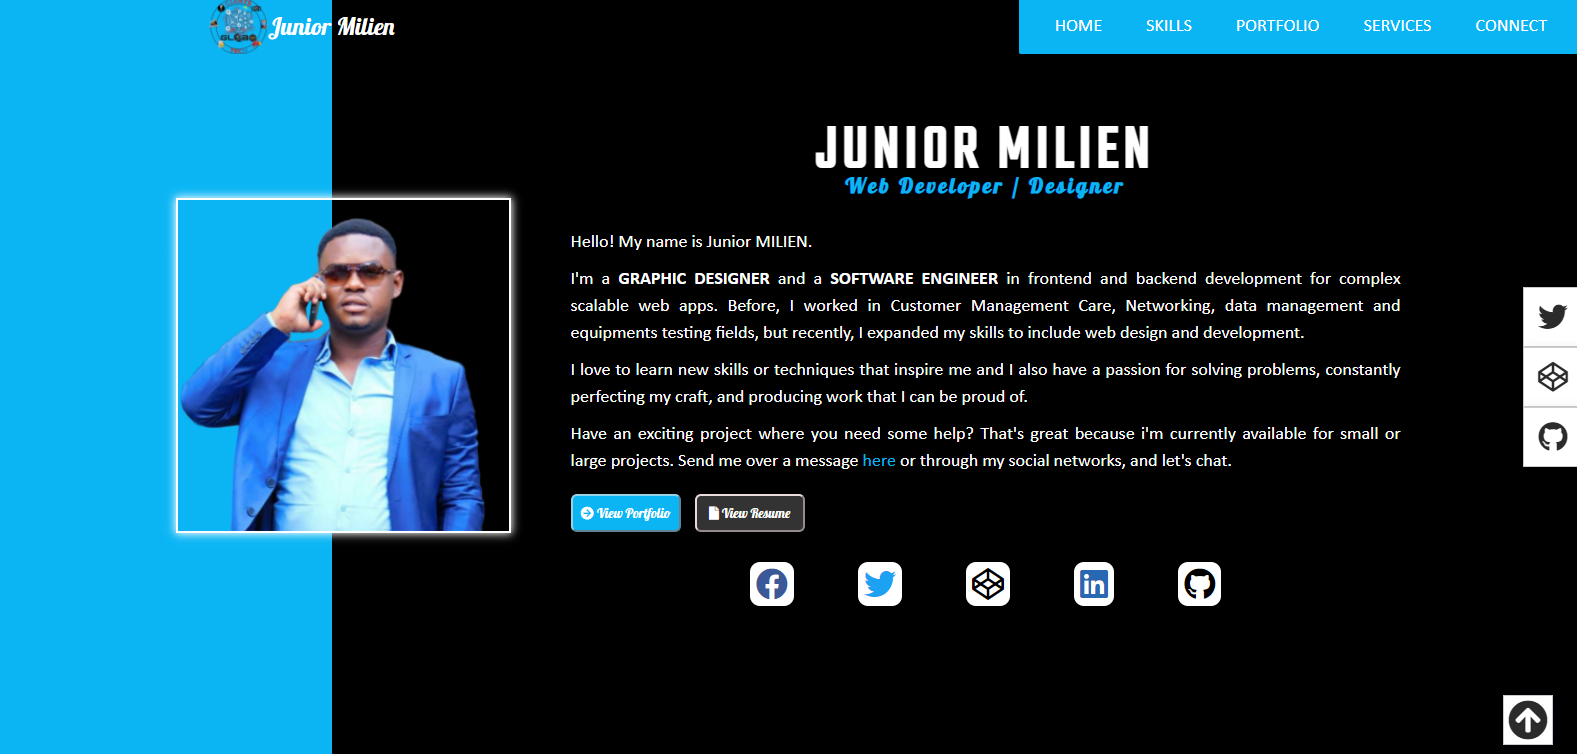 Junior Milien
HOME SKILLS PORTFOLIO SERVICES CONNECT
JUNIOR MILIEN
Web Developer / Designer
Hello! My name is Junior MILIEN.
I'm a GRAPHIC DESIGNER and a SOFTWARE ENGINEER in frontend and backend development for complex
scalable web apps. Before, I worked in Customer Management Care, Networking, data management and
equipments testing fields, but recently, I expanded my skills to include web design and development.
I love to learn new skills or techniques that inspire me and I also have a passion for solving problems, constantly
perfecting my craft, and producing work that I can be proud of.
Have an exciting project where you need some help? That's great because i'm currently available for small or
large projects. Send me over a message here or through my social networks, and let's chat.
View Portfolio View Resume
in